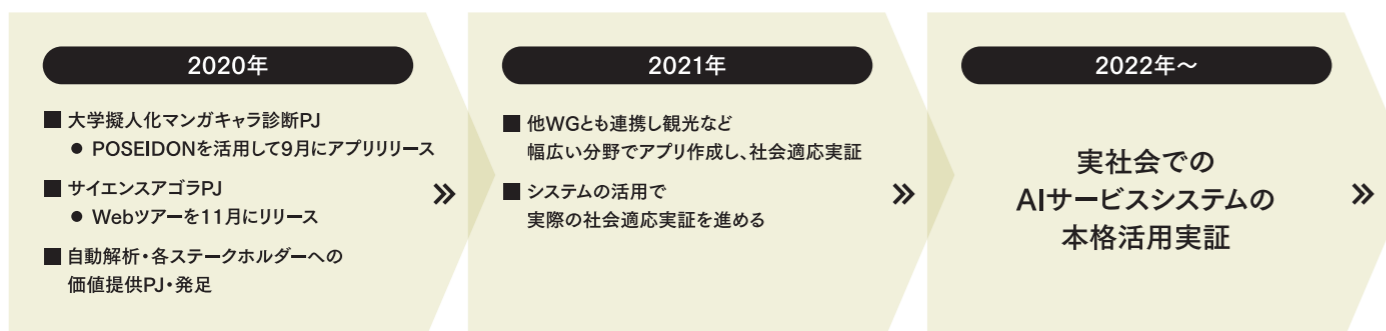 2020年
■ 大学擬人化マンガキャラ診断PJ
● POSEIDONを活用して9月にアプリリリース
■ サイエンスアゴラPJ
● Webツアーを11月にリリース
■ 自動解析・各ステークホルダーへの
価値提供PJ・発足
2021年
■ 他WGとも連携し観光など
幅広い分野でアプリ作成し、社会適応実証
■ システムの活用で
実際の社会適応実証を進める
2022年〜
実社会での
AIサービスシステムの
本格活用実証